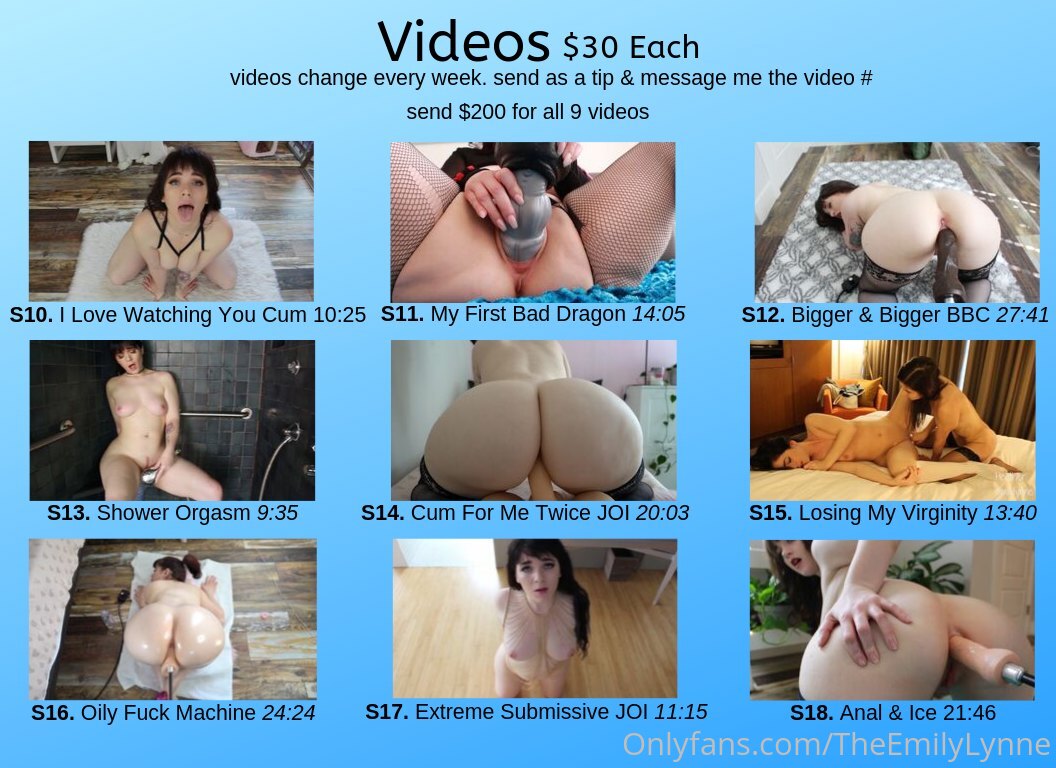 Videos $30 Each
videos change every week. send as a tip & message me the video #
send $200 for all 9 videos
S10. I Love Watching You Cum 10:25
S11. My First Bad Dragon 14:05
S12. Bigger & Bigger BBC 27:41
S13. Shower Orgasm 9:35
S14. Cum For Me Twice JOI 20:03
S15. Losing My Virginity 13:40
S16. Oily Fuck Machine 24:24
S17. Extreme Submissive JOI 11:15
S18. Anal & Ice 21:46
Onlyfans.com/TheEmilyLynne